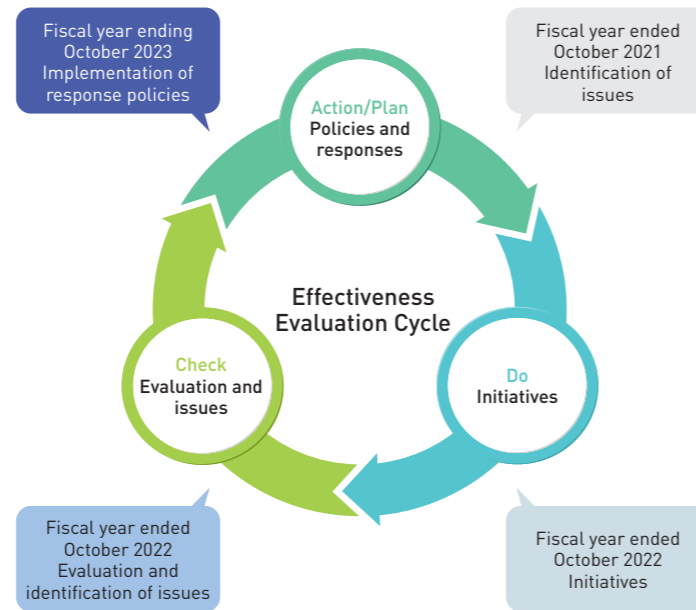 Fiscal year ending
October 2023
Implementation of
response policies
Fiscal year ended
October 2021
Identification of
issues
Action/Plan
Policies and
responses
Effectiveness
Evaluation Cycle
Check
Evaluation and
issues
Do
Initiatives
Fiscal year ended
October 2022
Evaluation and
identification of issues
Fiscal year ended
October 2022
Initiatives